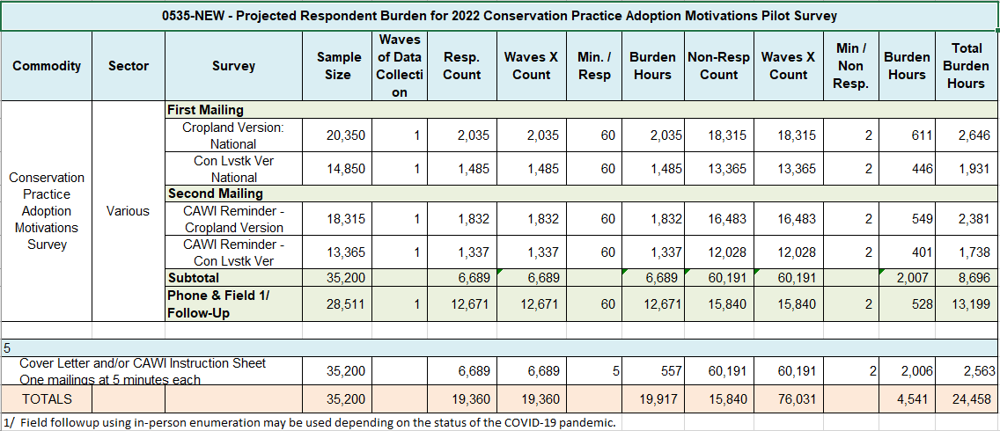 0535-NEW - Projected Respondent Burden for 2022 Conservation Practice Adoption Motivations Pilot Survey
Commodity Sector Survey Sample Size Waves of Data Collecti on Resp. Count Waves X Count Min. / Resp Burden Hours Non-Resp Count Waves X Count Min / Non Resp. Burden Hours Total Burden Hours
Conservation Practice Adoption Motivations Survey
Various
First Mailing
Cropland Version: National 20,350 1 2,035 2,035 60 2,035 18,315 18,315 2 611 2,646
Con Lvstk Ver National 14,850 1 1,485 1,485 60 1,485 13,365 13,365 2 446 1,931
Second Mailing
CAWI Reminder - Cropland Version 18,315 1 1,832 1,832 60 1,832 16,483 16,483 2 549 2,381
CAWI Reminder - Con Lvstk Ver 13,365 1 1,337 1,337 60 1,337 12,028 12,028 2 401 1,738
Subtotal 35,200 6,689 6,689 6,689 60,191 60,191 2,007 8,696
Phone & Field 1/ Follow-Up 28,511 1 12,671 12,671 60 12,671 15,840 15,840 2 528 13,199
5
Cover Letter and/or CAWI Instruction Sheet
One mailings at 5 minutes each 35,200 6,689 6,689 5 557 60,191 60,191 2 2,006 2,563
TOTALS 35,200 19,360 19,360 19,917 15,840 76,031 4,541 24,458
1/ Field followup using in-person enumeration may be used depending on the status of the COVID-19 pandemic.